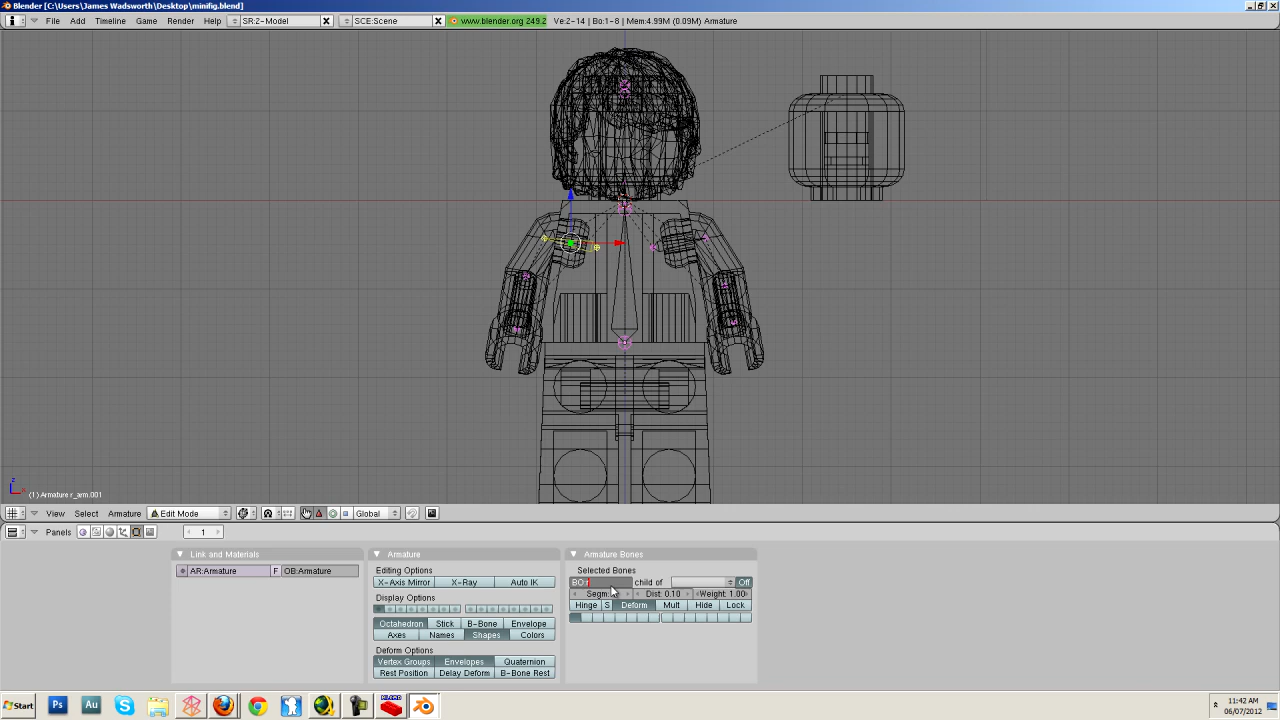 Blender [C:\Users\James Wadsworth\Desktop\minifig.blend]
File Add Timeline Game Render Help SR:2-Model SCE:Scene www.blender.org 249.2 Ve:2-14 | Bo:1-8 | Mem:4.99M (0.09M) Armature
z
x
(1) Armature r_arm.001
View Select Armature Edit Mode Global
Panels 1
Link and Materials Armature Armature Bones
AR:Armature F OB:Armature
Editing Options
X-Axis Mirror X-Ray Auto IK
Display Options
Octahedron Stick B-Bone Envelope
Axes Names Shapes Colors
Deform Options
Vertex Groups Envelopes Quaternion
Rest Position Delay Deform B-Bone Rest
Selected Bones
BO: child of Off
Dist: 0.10 Weight: 1.00
Hinge S Deform Mult Hide Lock
Start Ps Au 11:42 AM
06/07/2012